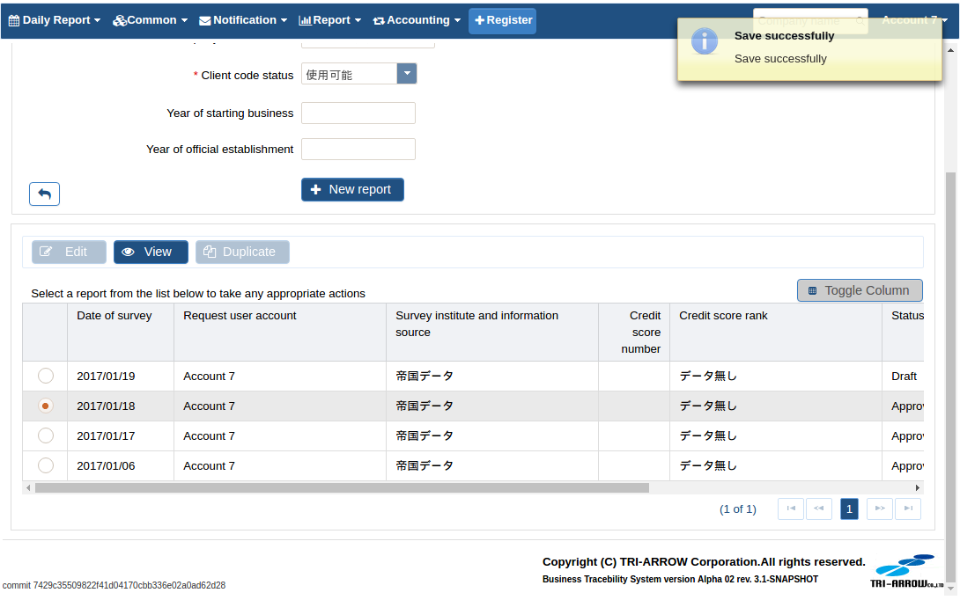 Daily Report Common Notification Report Accounting Register Account 7
Save successfully
Save successfully
* Client code status 使用可能
Year of starting business
Year of official establishment
New report
Edit View Duplicate
Select a report from the list below to take any appropriate actions
Toggle Column
Date of survey Request user account Survey institute and information source Credit score number Credit score rank Status
2017/01/19 Account 7 帝国データ データ無し Draft
2017/01/18 Account 7 帝国データ データ無し Appro
2017/01/17 Account 7 帝国データ データ無し Appro
2017/01/06 Account 7 帝国データ データ無し Appro
(1 of 1) 1
Copyright (C) TRI-ARROW Corporation.All rights reserved.
Business Tracebility System version Alpha 02 rev. 3.1-SNAPSHOT
TRI-ARROW Co.,LTD
commit 7429c35509822f41d04170cbb336e02a0ad62d28